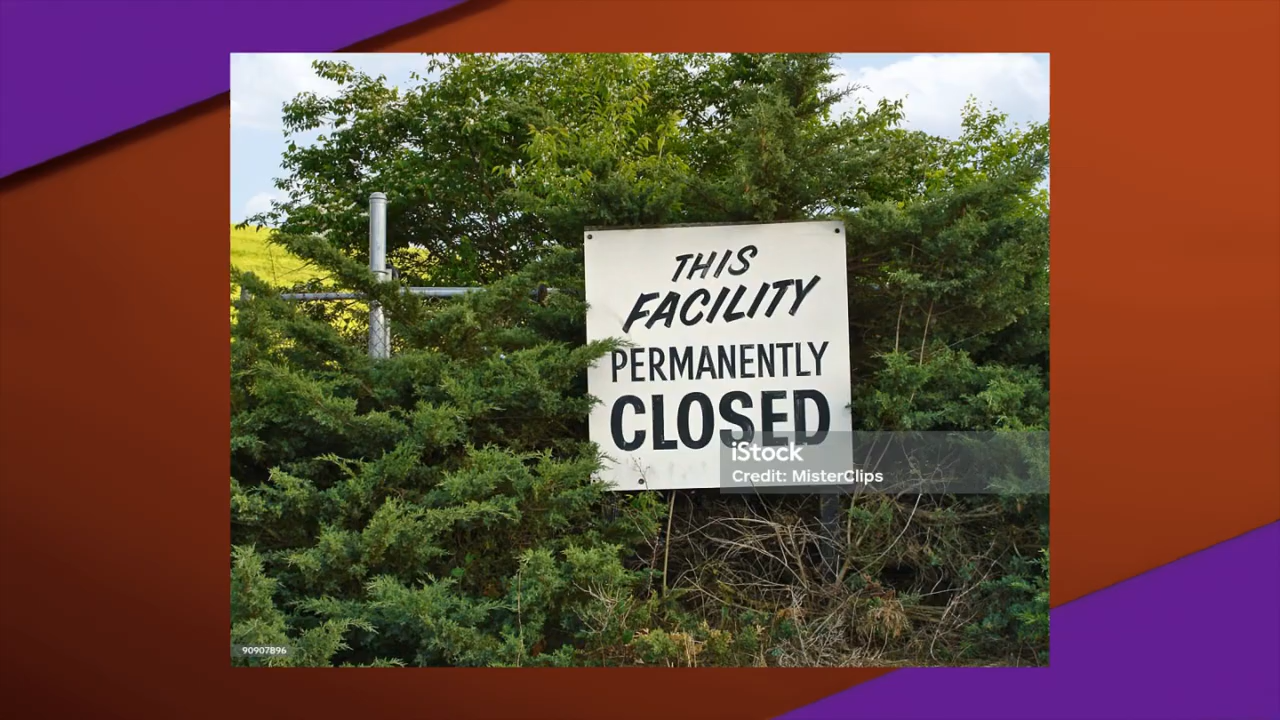 THIS
FACILITY
PERMANENTLY
CLOSED
iStock
Credit: MisterClips
90907896